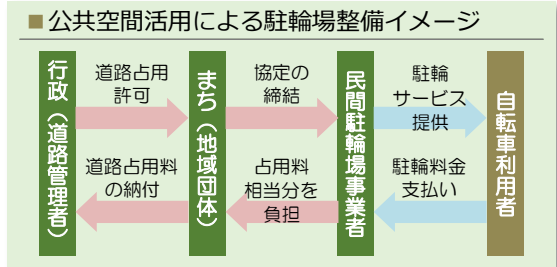 ■公共空間活用による駐輪場整備イメージ
行政（道路管理者）
道路占用
許可
道路占用料
の納付
まち（地域団体）
協定の
締結
占用料
相当分を
負担
民間駐輪場事業者
駐輪
サービス
提供
駐輪料金
支払い
自転車利用者